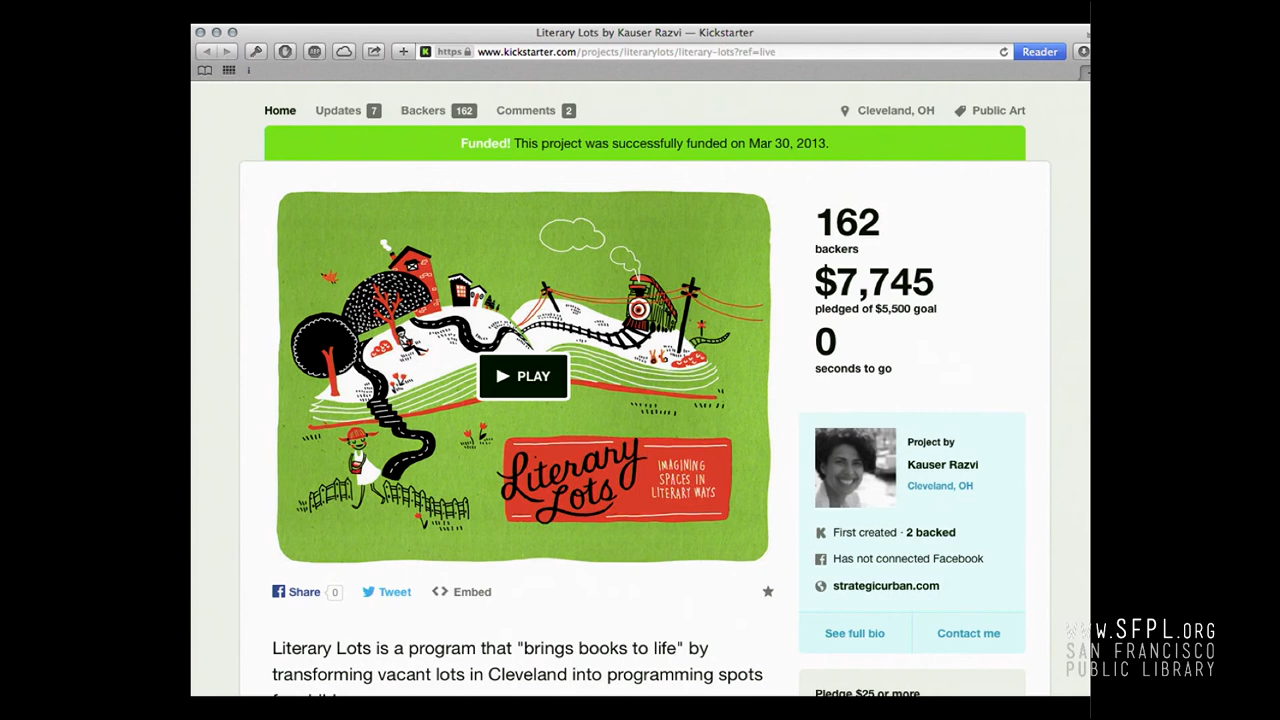 Literary Lots by Kauser Razvi — Kickstarter
https www.kickstarter.com/projects/literarylots/literary-lots?ref=live
Reader
Home Updates 7 Backers 162 Comments 2 Cleveland, OH Public Art
Funded! This project was successfully funded on Mar 30, 2013.
162
backers
$7,745
pledged of $5,500 goal
0
seconds to go
PLAY
Literary
Lots
IMAGINING
SPACES IN
LITERARY WAYS
Project by
Kauser Razvi
Cleveland, OH
First created · 2 backed
Has not connected Facebook
strategicurban.com
See full bio Contact me
Share 0 Tweet Embed
Literary Lots is a program that "brings books to life" by
transforming vacant lots in Cleveland into programming spots
Pledge $25 or more
WWW.SFPL.ORG
SAN FRANCISCO
PUBLIC LIBRARY